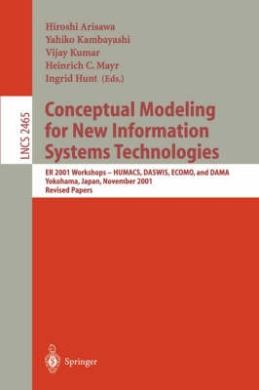 Hiroshi Arisawa
Yahiko Kambayashi
Vijay Kumar
Heinrich C. Mayr
Ingrid Hunt (Eds.)
LNCS 2465
Conceptual Modeling
for New Information
Systems Technologies
ER 2001 Workshops – HUMACS, DASWIS, ECOMO, and DAMA
Yokohama, Japan, November 2001
Revised Papers
Springer